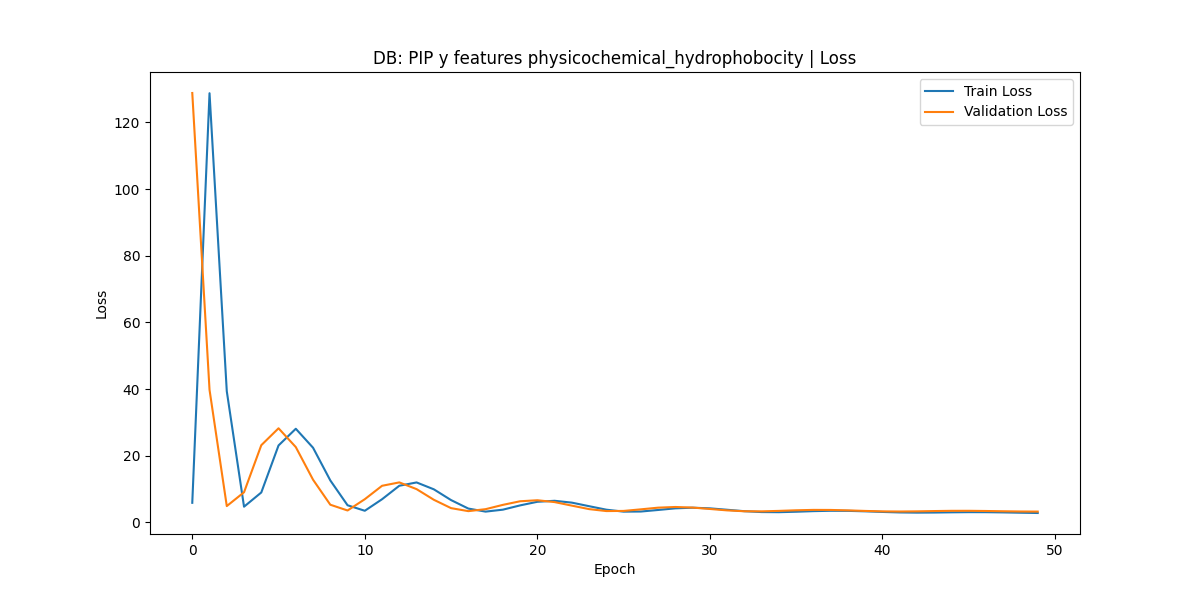 DB: PIP y features physicochemical_hydrophobocity | Loss
Train Loss
Validation Loss
120
100
80
60
40
20
0
Loss
0 10 20 30 40 50
Epoch